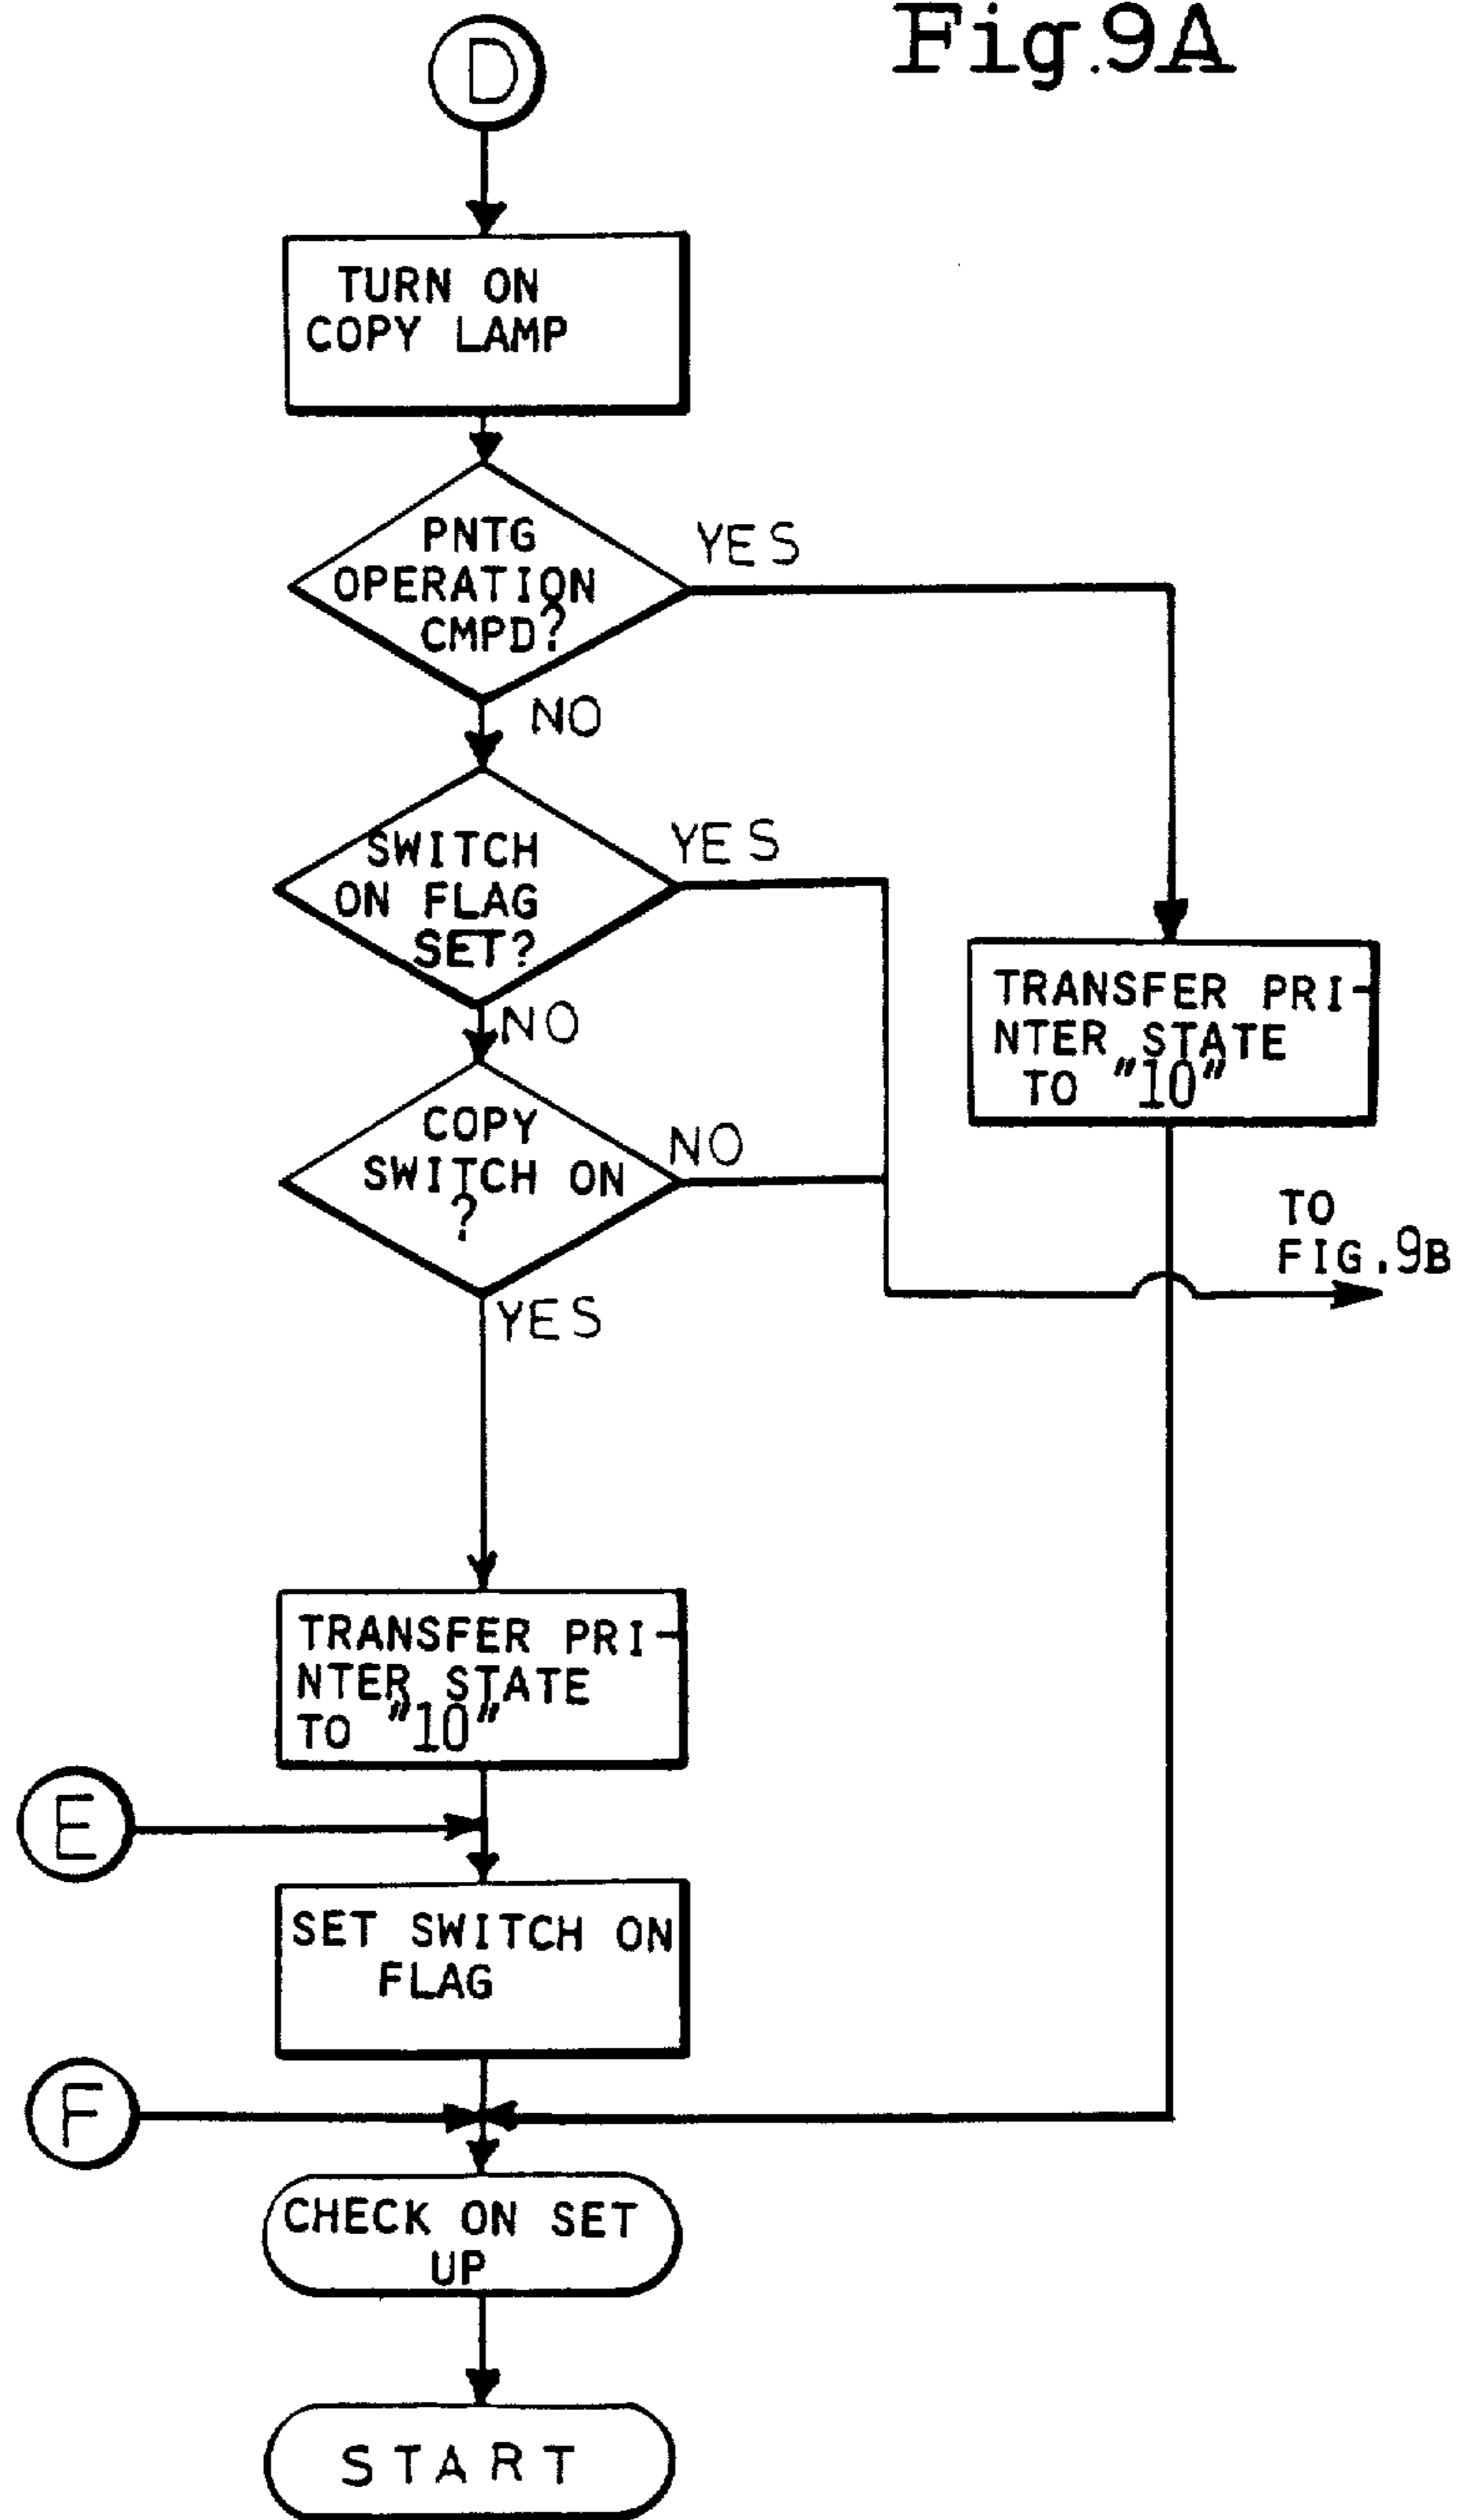 Fig.9A
D
TURN ON
COPY LAMP
PNTG
OPERATION
CMPD?
YES
NO
SWITCH
ON FLAG
SET?
YES
NO
TRANSFER PRI-
NTER STATE
TO "10"
COPY
SWITCH ON
?
NO
YES
TO
FIG.9B
TRANSFER PRI-
NTER STATE
TO "10"
E
SET SWITCH ON
FLAG
F
CHECK ON SET
UP
START